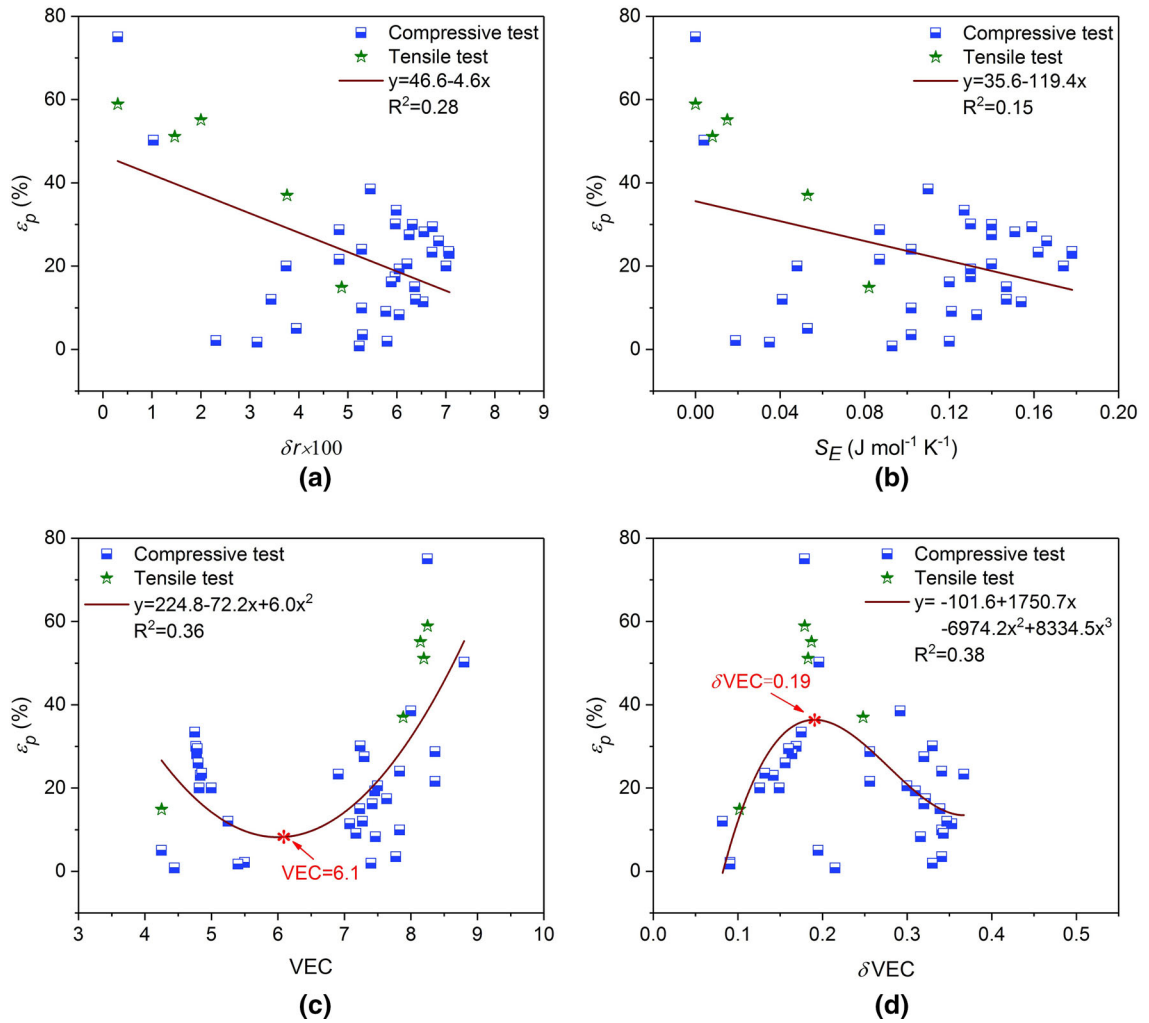 80
60
40
20
0
εp (%)
Compressive test
Tensile test
y=46.6-4.6x
R²=0.28
0 1 2 3 4 5 6 7 8 9
δr×100
(a)
80
60
40
20
0
εp (%)
Compressive test
Tensile test
y=35.6-119.4x
R²=0.15
0.00 0.04 0.08 0.12 0.16 0.20
SE (J mol⁻¹ K⁻¹)
(b)
80
60
40
20
0
εp (%)
Compressive test
Tensile test
y=224.8-72.2x+6.0x²
R²=0.36
VEC=6.1
3 4 5 6 7 8 9 10
VEC
(c)
80
60
40
20
0
εp (%)
Compressive test
Tensile test
y= -101.6+1750.7x
-6974.2x²+8334.5x³
R²=0.38
δVEC=0.19
0.0 0.1 0.2 0.3 0.4 0.5
δVEC
(d)